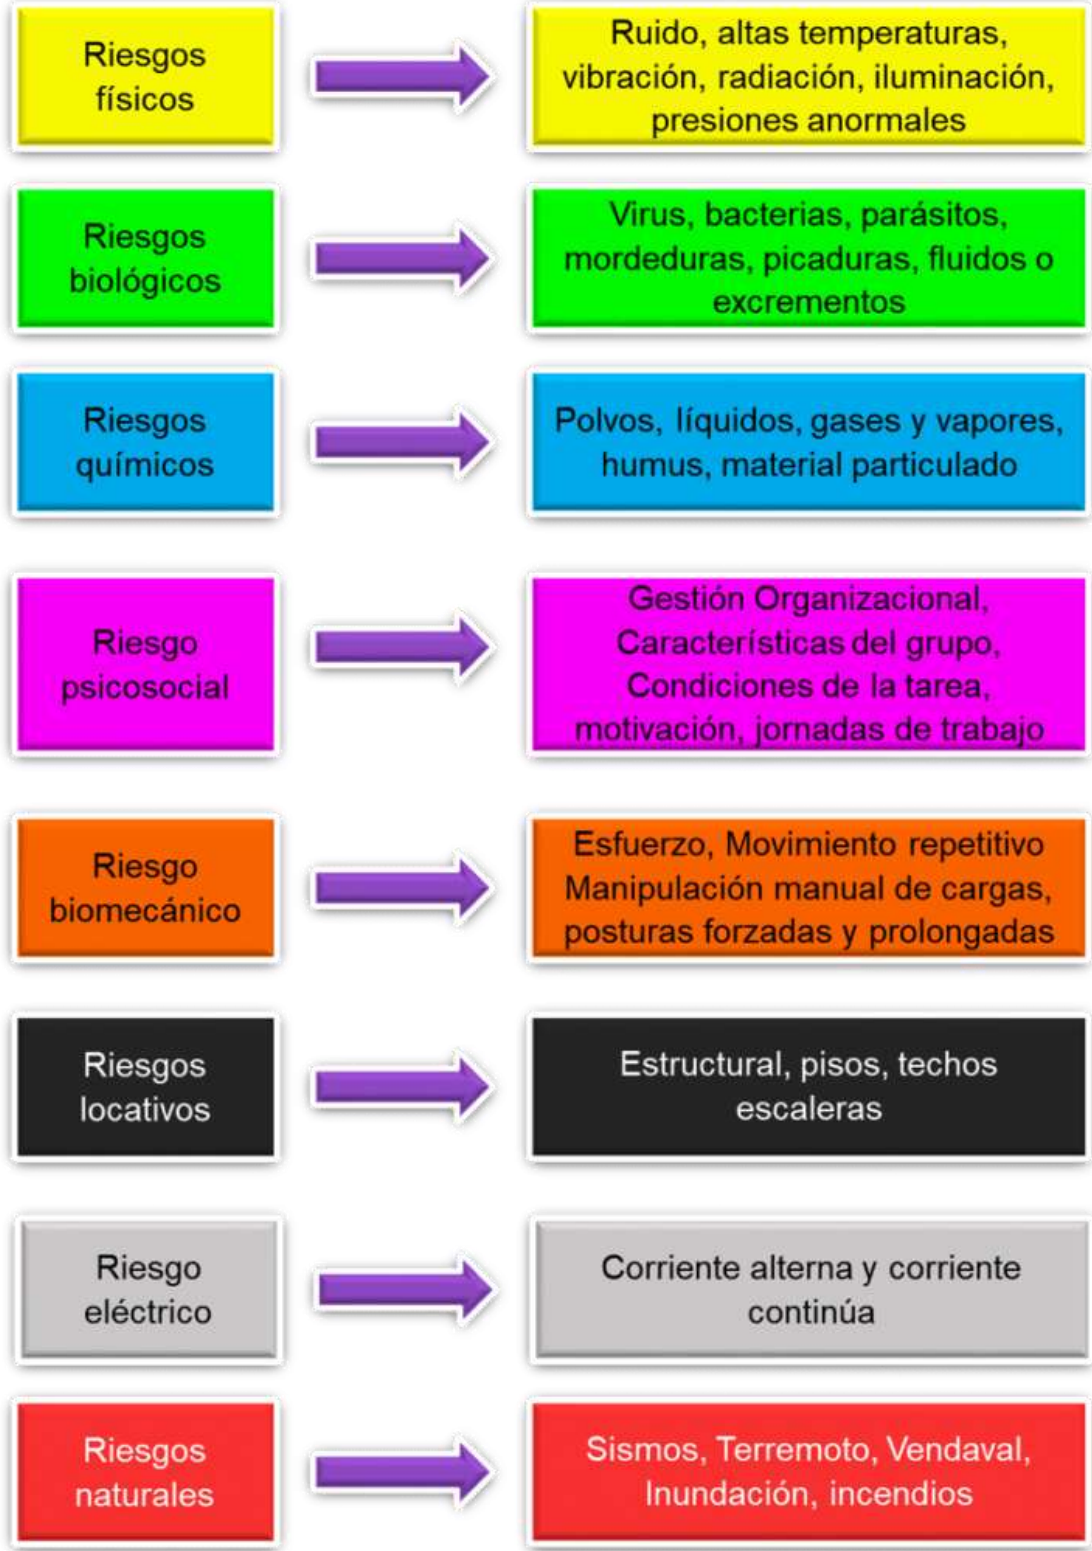 Riesgos
físicos
Ruido, altas temperaturas,
vibración, radiación, iluminación,
presiones anormales
Riesgos
biológicos
Virus, bacterias, parásitos,
mordeduras, picaduras, fluidos o
excrementos
Riesgos
químicos
Polvos, líquidos, gases y vapores,
humus, material particulado
Riesgo
psicosocial
Gestión Organizacional,
Características del grupo,
Condiciones de la tarea,
motivación, jornadas de trabajo
Riesgo
biomecánico
Esfuerzo, Movimiento repetitivo
Manipulación manual de cargas,
posturas forzadas y prolongadas
Riesgos
locativos
Estructural, pisos, techos
escaleras
Riesgo
eléctrico
Corriente alterna y corriente
continúa
Riesgos
naturales
Sismos, Terremoto, Vendaval,
Inundación, incendios